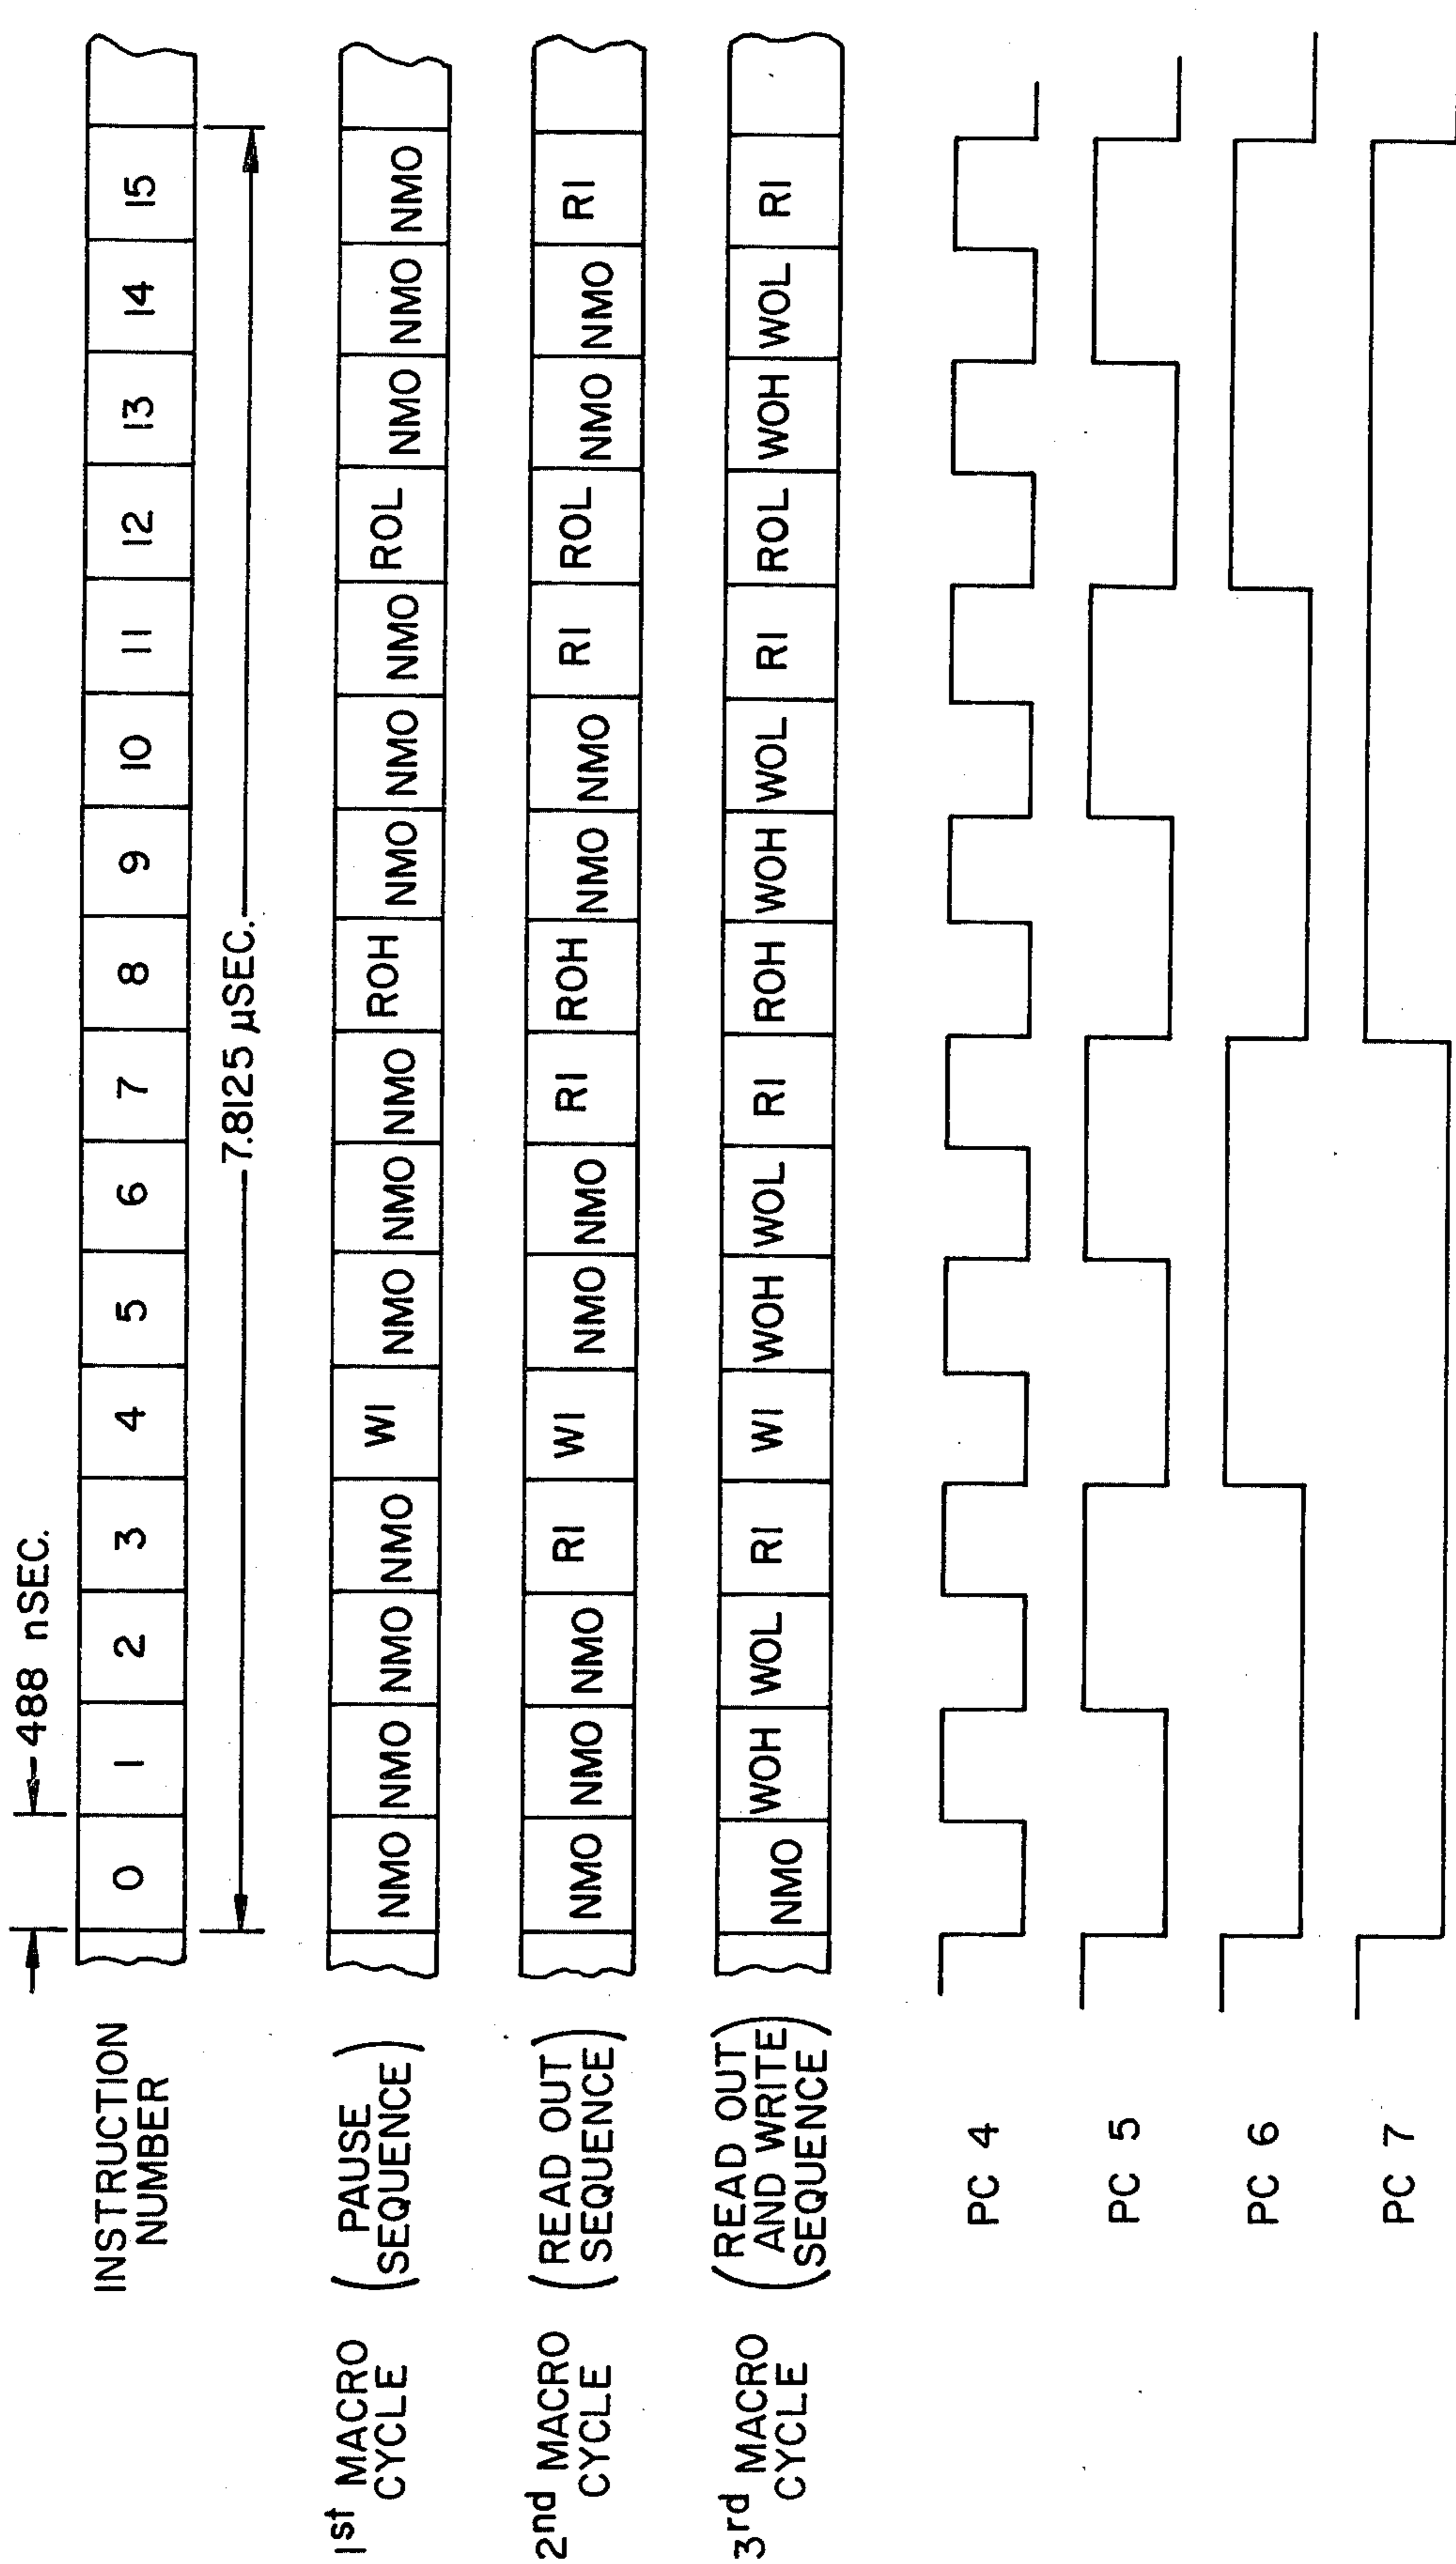 488 nSEC.
INSTRUCTION
NUMBER
0 1 2 3 4 5 6 7 8 9 10 11 12 13 14 15
7.8125 μSEC.
1st MACRO
CYCLE
(PAUSE
SEQUENCE)
NMO NMO NMO NMO WI NMO NMO NMO ROH NMO NMO NMO ROL NMO NMO NMO
2nd MACRO
CYCLE
(READ OUT
SEQUENCE)
NMO NMO NMO RI WI NMO NMO RI ROH NMO NMO RI ROL NMO NMO RI
3rd MACRO
CYCLE
(READ OUT
AND WRITE
SEQUENCE)
NMO WOH WOL RI WI WOH WOL RI ROH WOH WOL RI ROL WOH WOL RI
PC 4
PC 5
PC 6
PC 7